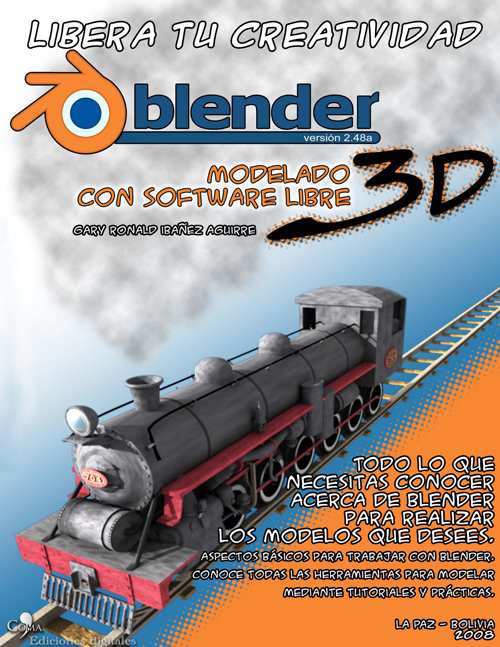 LIBERA TU CREATIVIDAD
blender
versión 2.48a
MODELADO
CON SOFTWARE LIBRE
3D
GARY RONALD IBAÑEZ AGUIRRE
TODO LO QUE
NECESITAS CONOCER
ACERCA DE BLENDER
PARA REALIZAR
LOS MODELOS QUE DESEES.
ASPECTOS BÁSICOS PARA TRABAJAR CON BLENDER.
CONOCE TODAS LAS HERRAMIENTAS PARA MODELAR
MEDIANTE TUTORIALES Y PRÁCTICAS.
COMA
Ediciones digitales
LA PAZ - BOLIVIA
2008